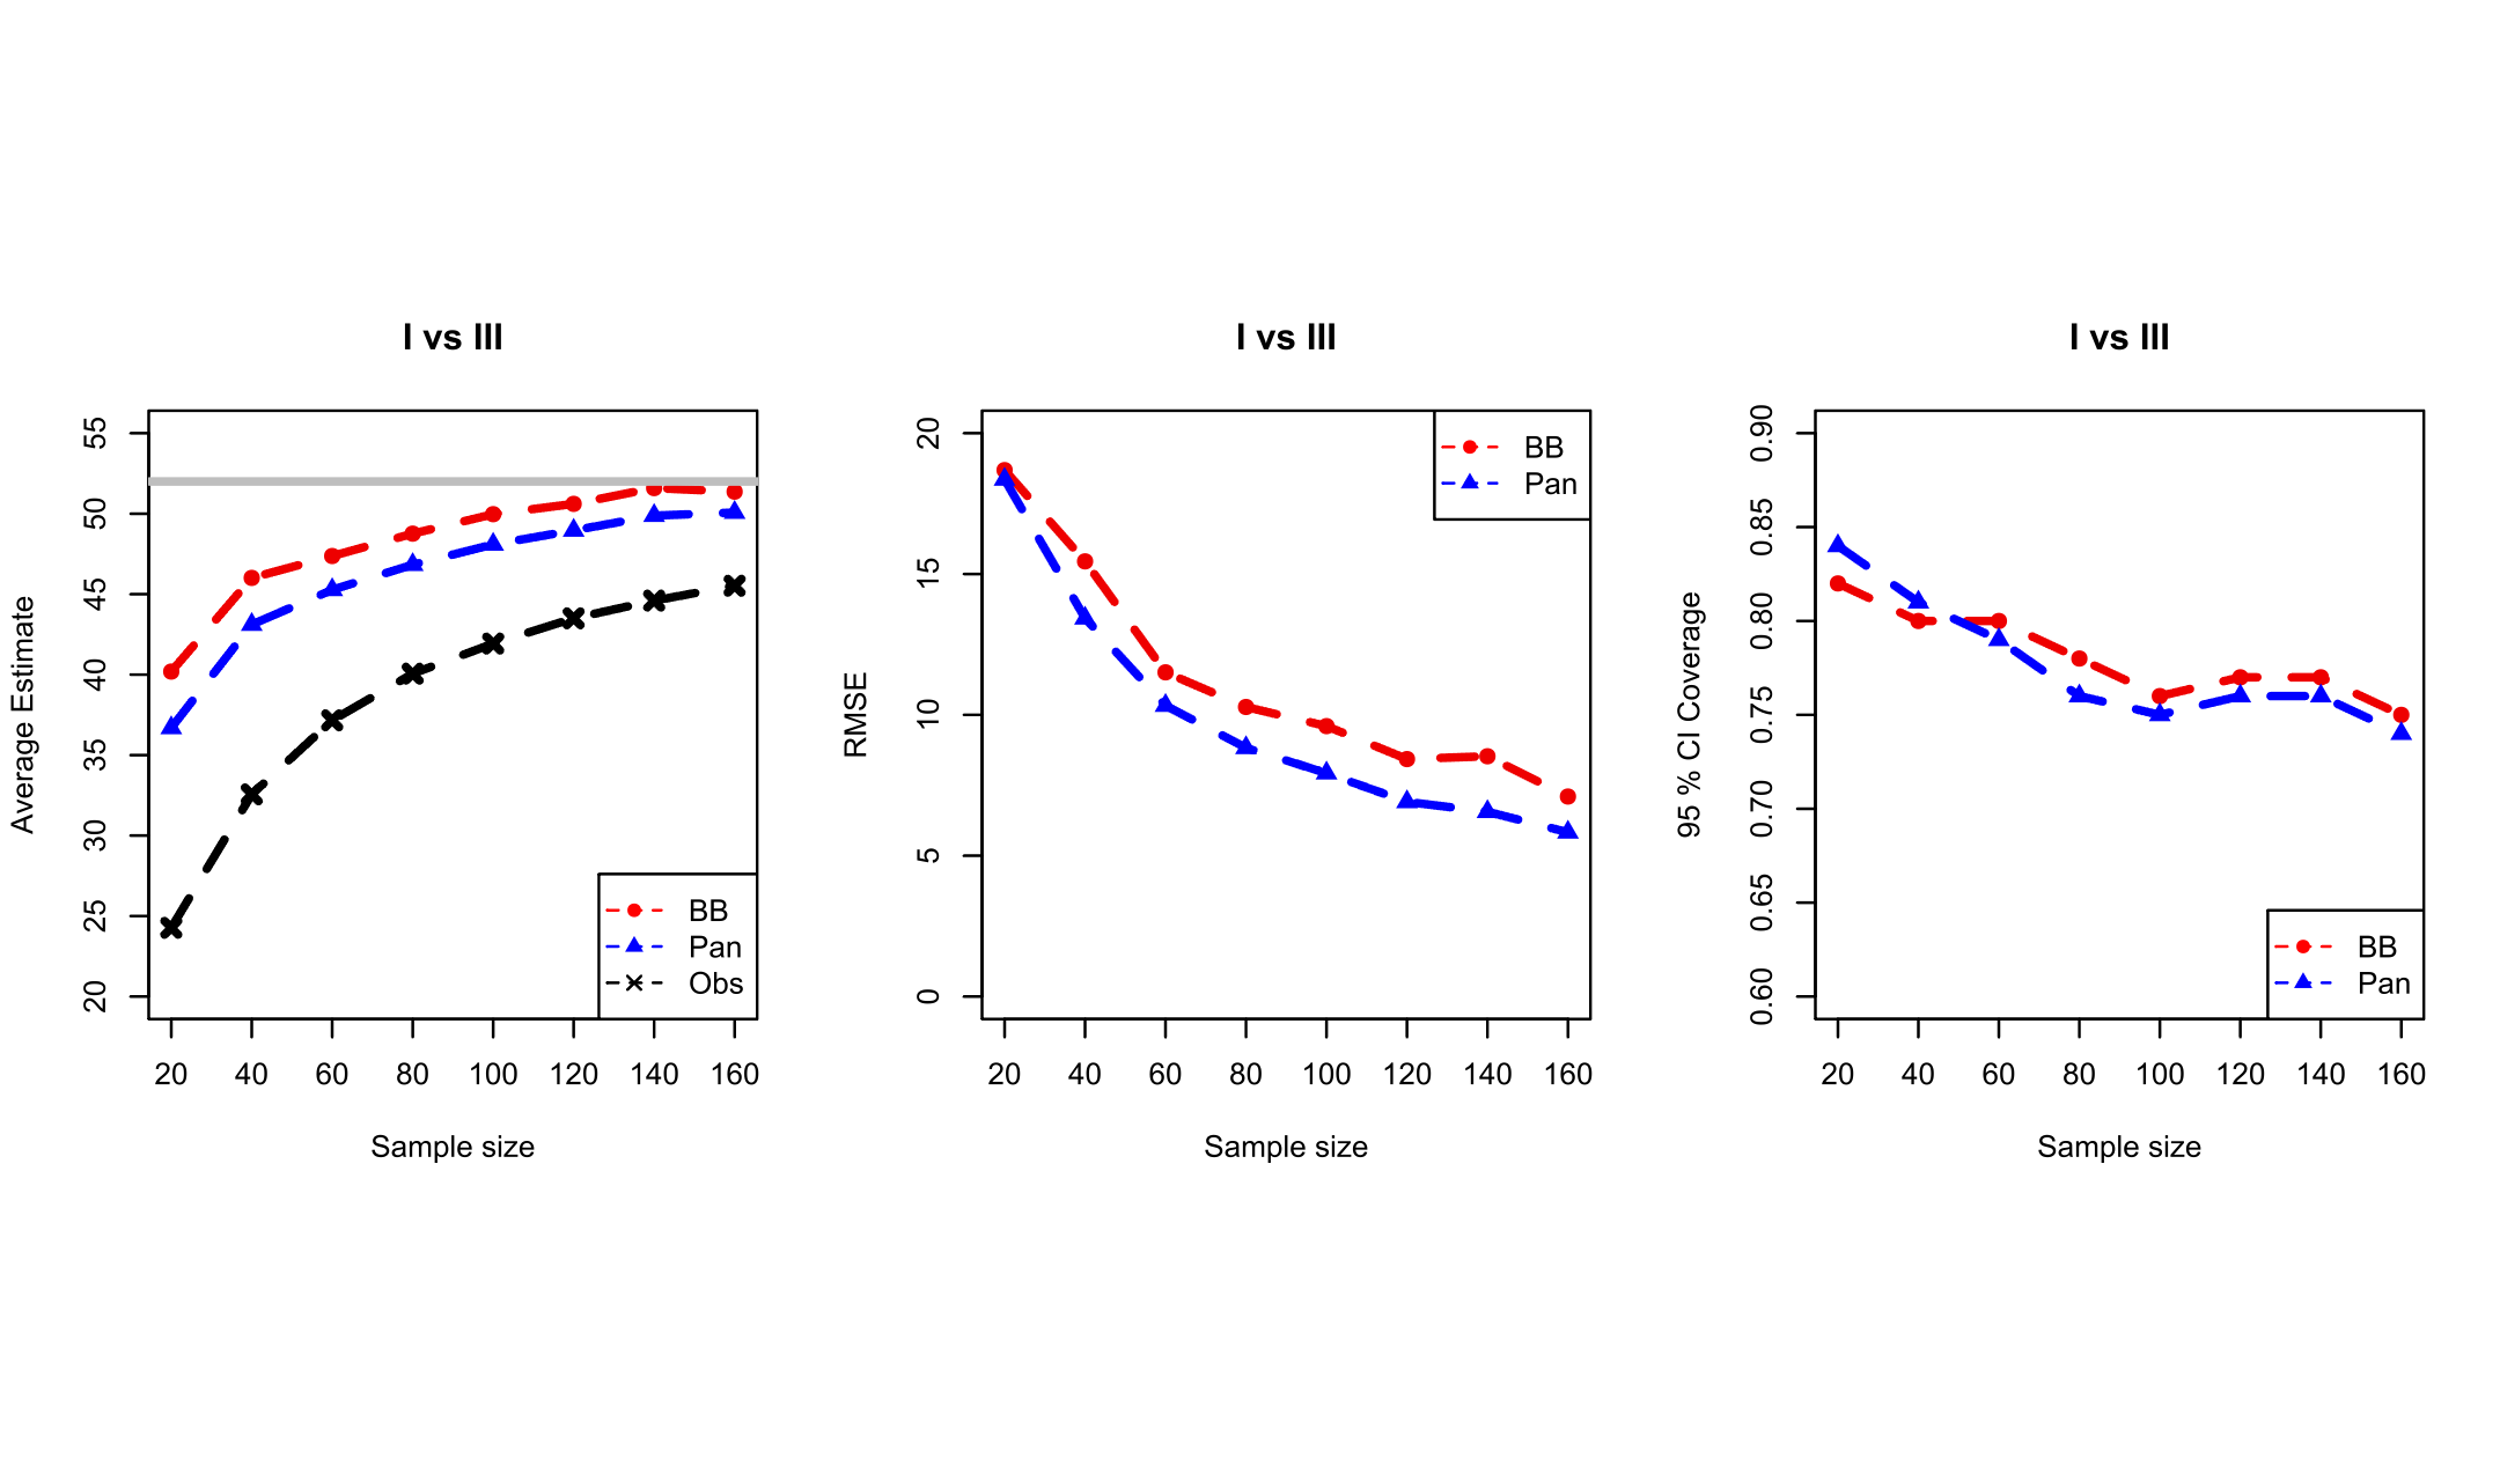 I vs III
Average Estimate
55
50
45
40
35
30
25
20
BB
Pan
Obs
20 40 60 80 100 120 140 160
Sample size
I vs III
RMSE
20
15
10
5
0
BB
Pan
20 40 60 80 100 120 140 160
Sample size
I vs III
95 % CI Coverage
0.90
0.85
0.80
0.75
0.70
0.65
0.60
BB
Pan
20 40 60 80 100 120 140 160
Sample size